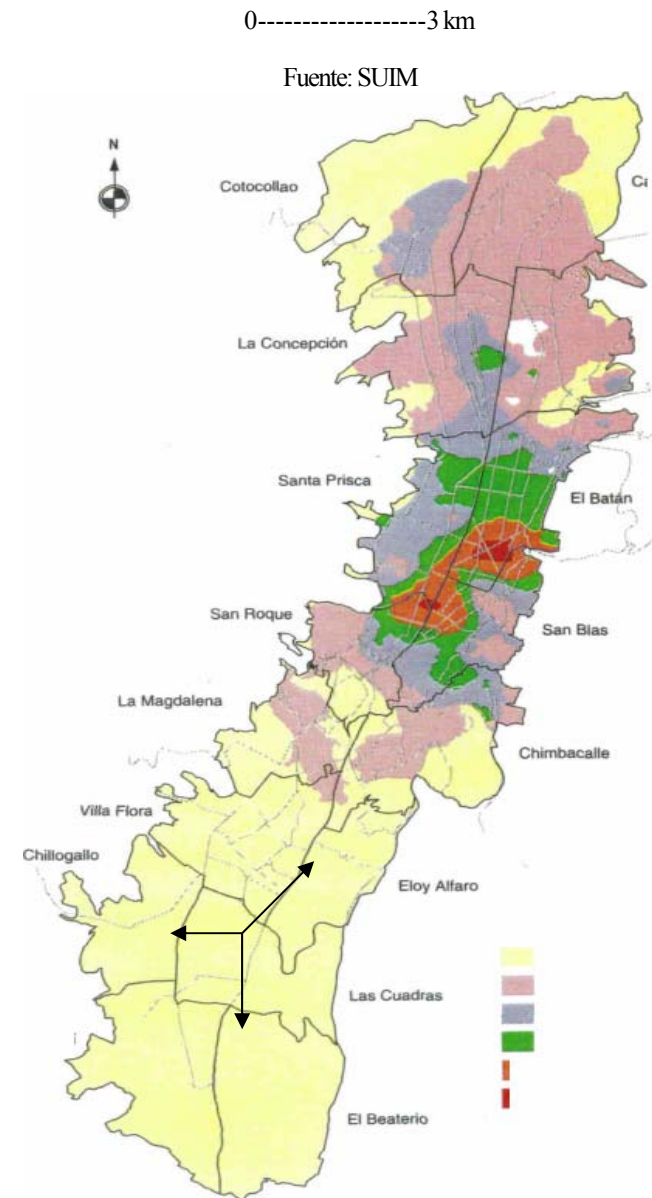 0-------------------3 km
Fuente: SUIM
N
Cotocollao
Ca
La Concepción
Santa Prisca
El Batán
San Roque
San Blas
La Magdalena
Chimbacalle
Villa Flora
Chillogallo
Eloy Alfaro
Las Cuadras
El Beaterio